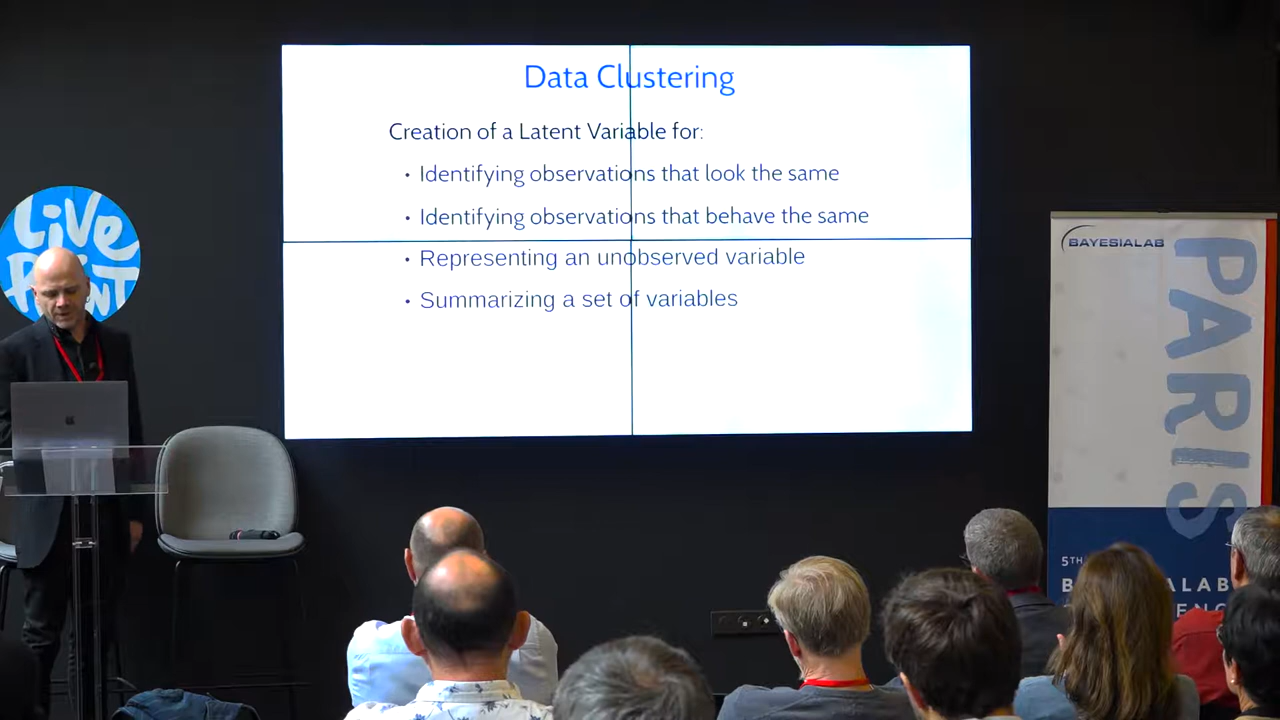 Data Clustering
Creation of a Latent Variable for:
• Identifying observations that look the same
• Identifying observations that behave the same
• Representing an unobserved variable
• Summarizing a set of variables
LiVe
PoiNT
BAYESIALAB
PARIS
5TH